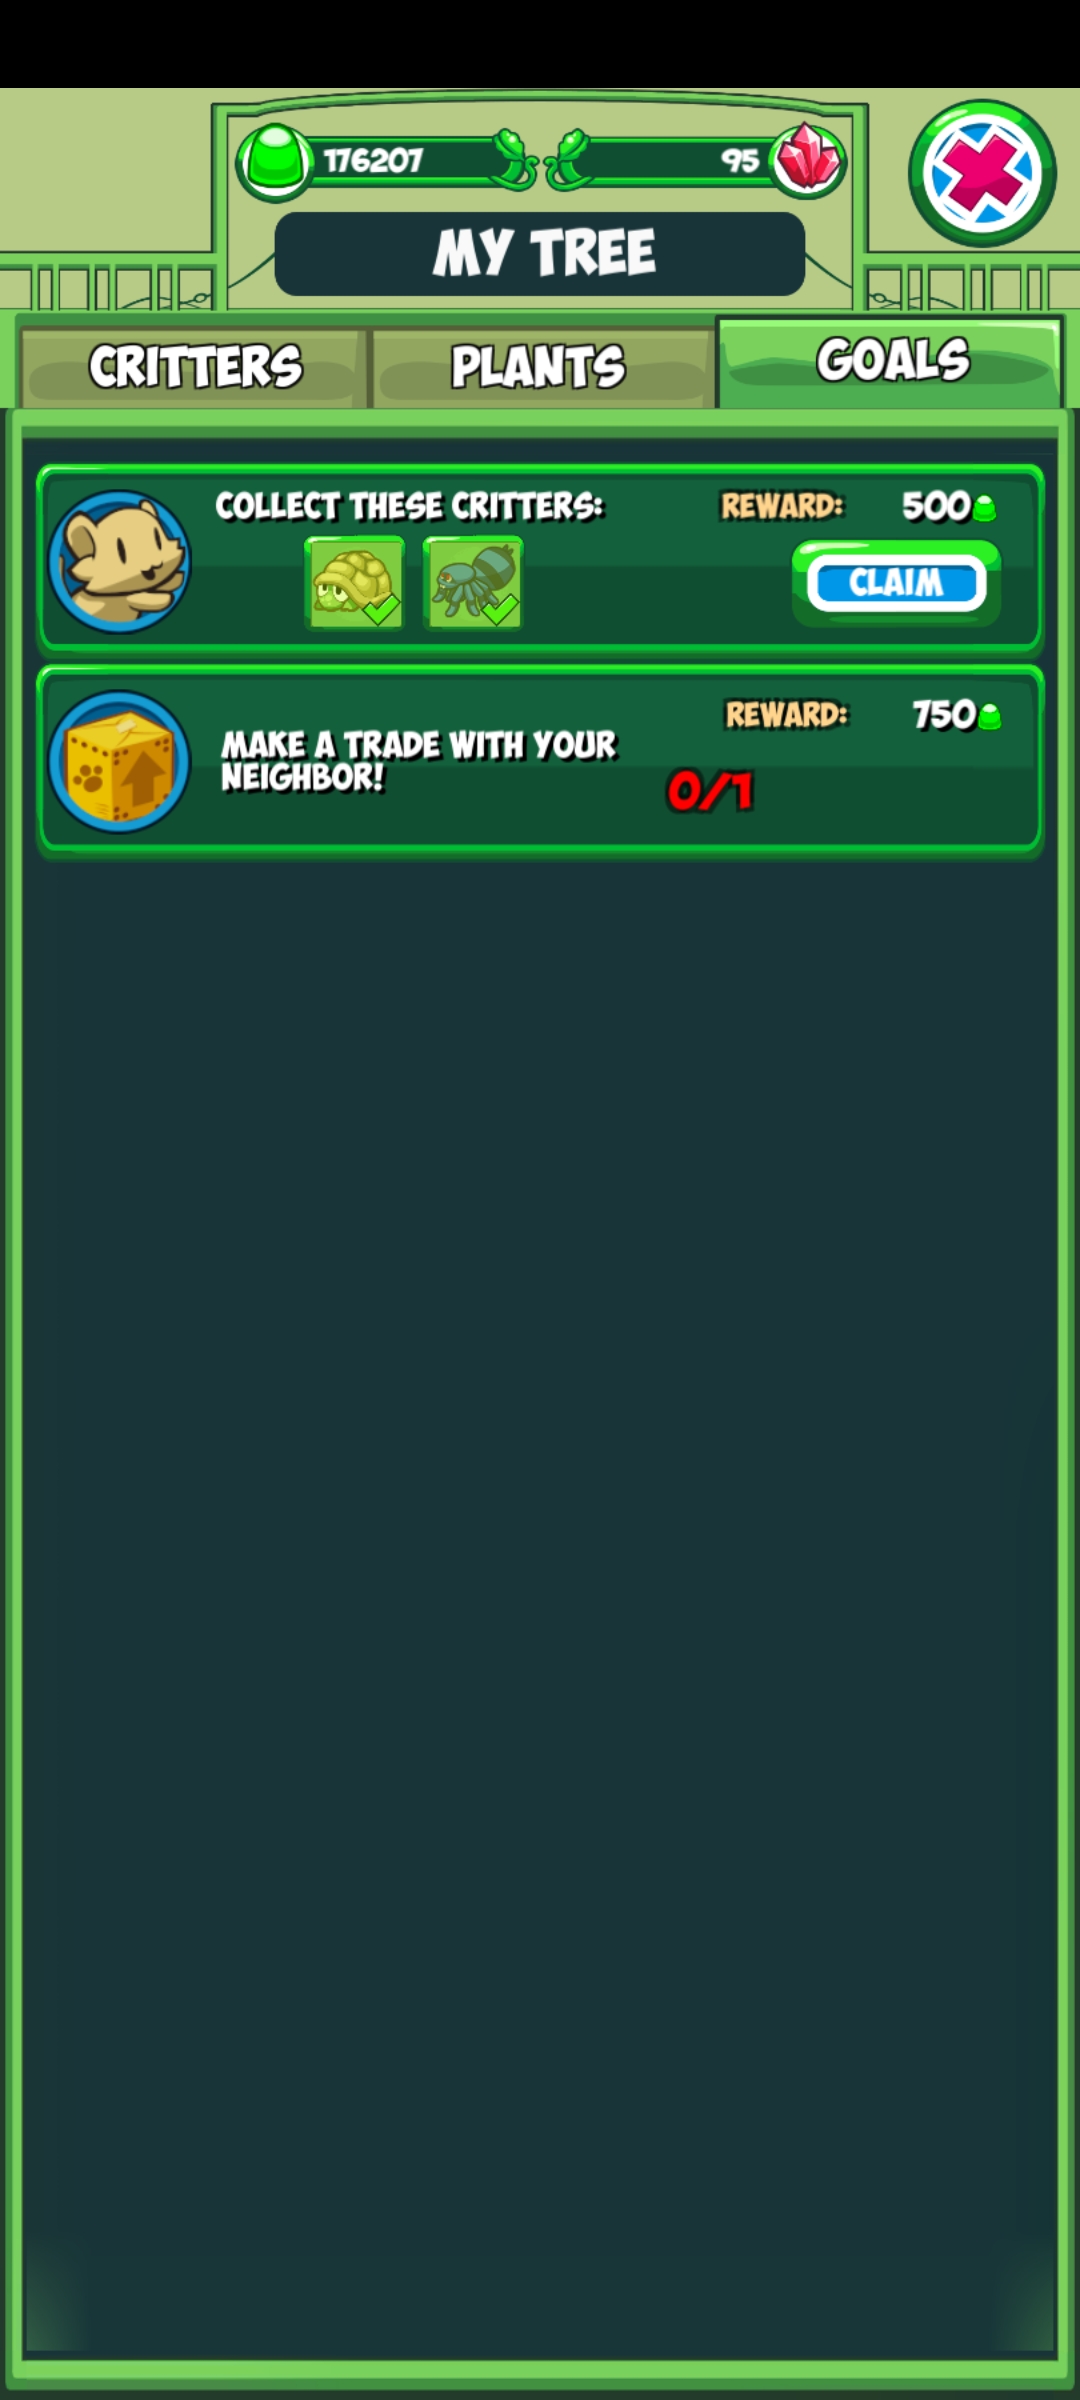 176207
95
MY TREE
CRITTERS
PLANTS
GOALS
COLLECT THESE CRITTERS:
REWARD:
500
CLAIM
REWARD:
750
MAKE A TRADE WITH YOUR
NEIGHBOR!
0/1